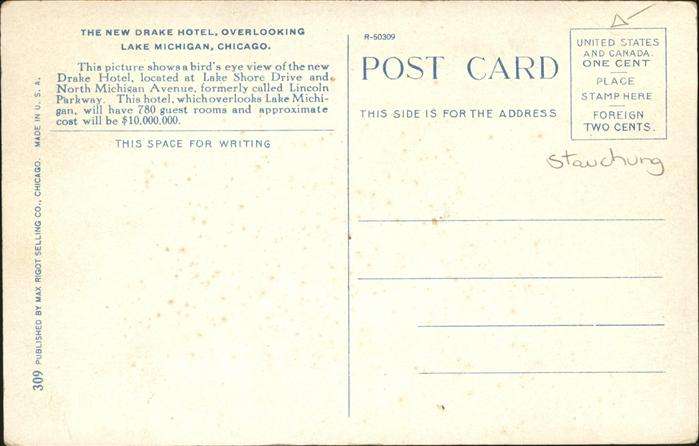 THE NEW DRAKE HOTEL, OVERLOOKING
LAKE MICHIGAN, CHICAGO.
This picture shows a bird's eye view of the new
Drake Hotel, located at Lake Shore Drive and
North Michigan Avenue, formerly called Lincoln
Parkway. This hotel, which overlooks Lake Michi-
gan, will have 780 guest rooms and approximate
cost will be $10,000,000.
THIS SPACE FOR WRITING
309 PUBLISHED BY MAX RIGOT SELLING CO., CHICAGO. MADE IN U. S. A.
R-50309
POST CARD
THIS SIDE IS FOR THE ADDRESS
UNITED STATES
AND CANADA.
ONE CENT
PLACE
STAMP HERE
FOREIGN
TWO CENTS.
Stauchung